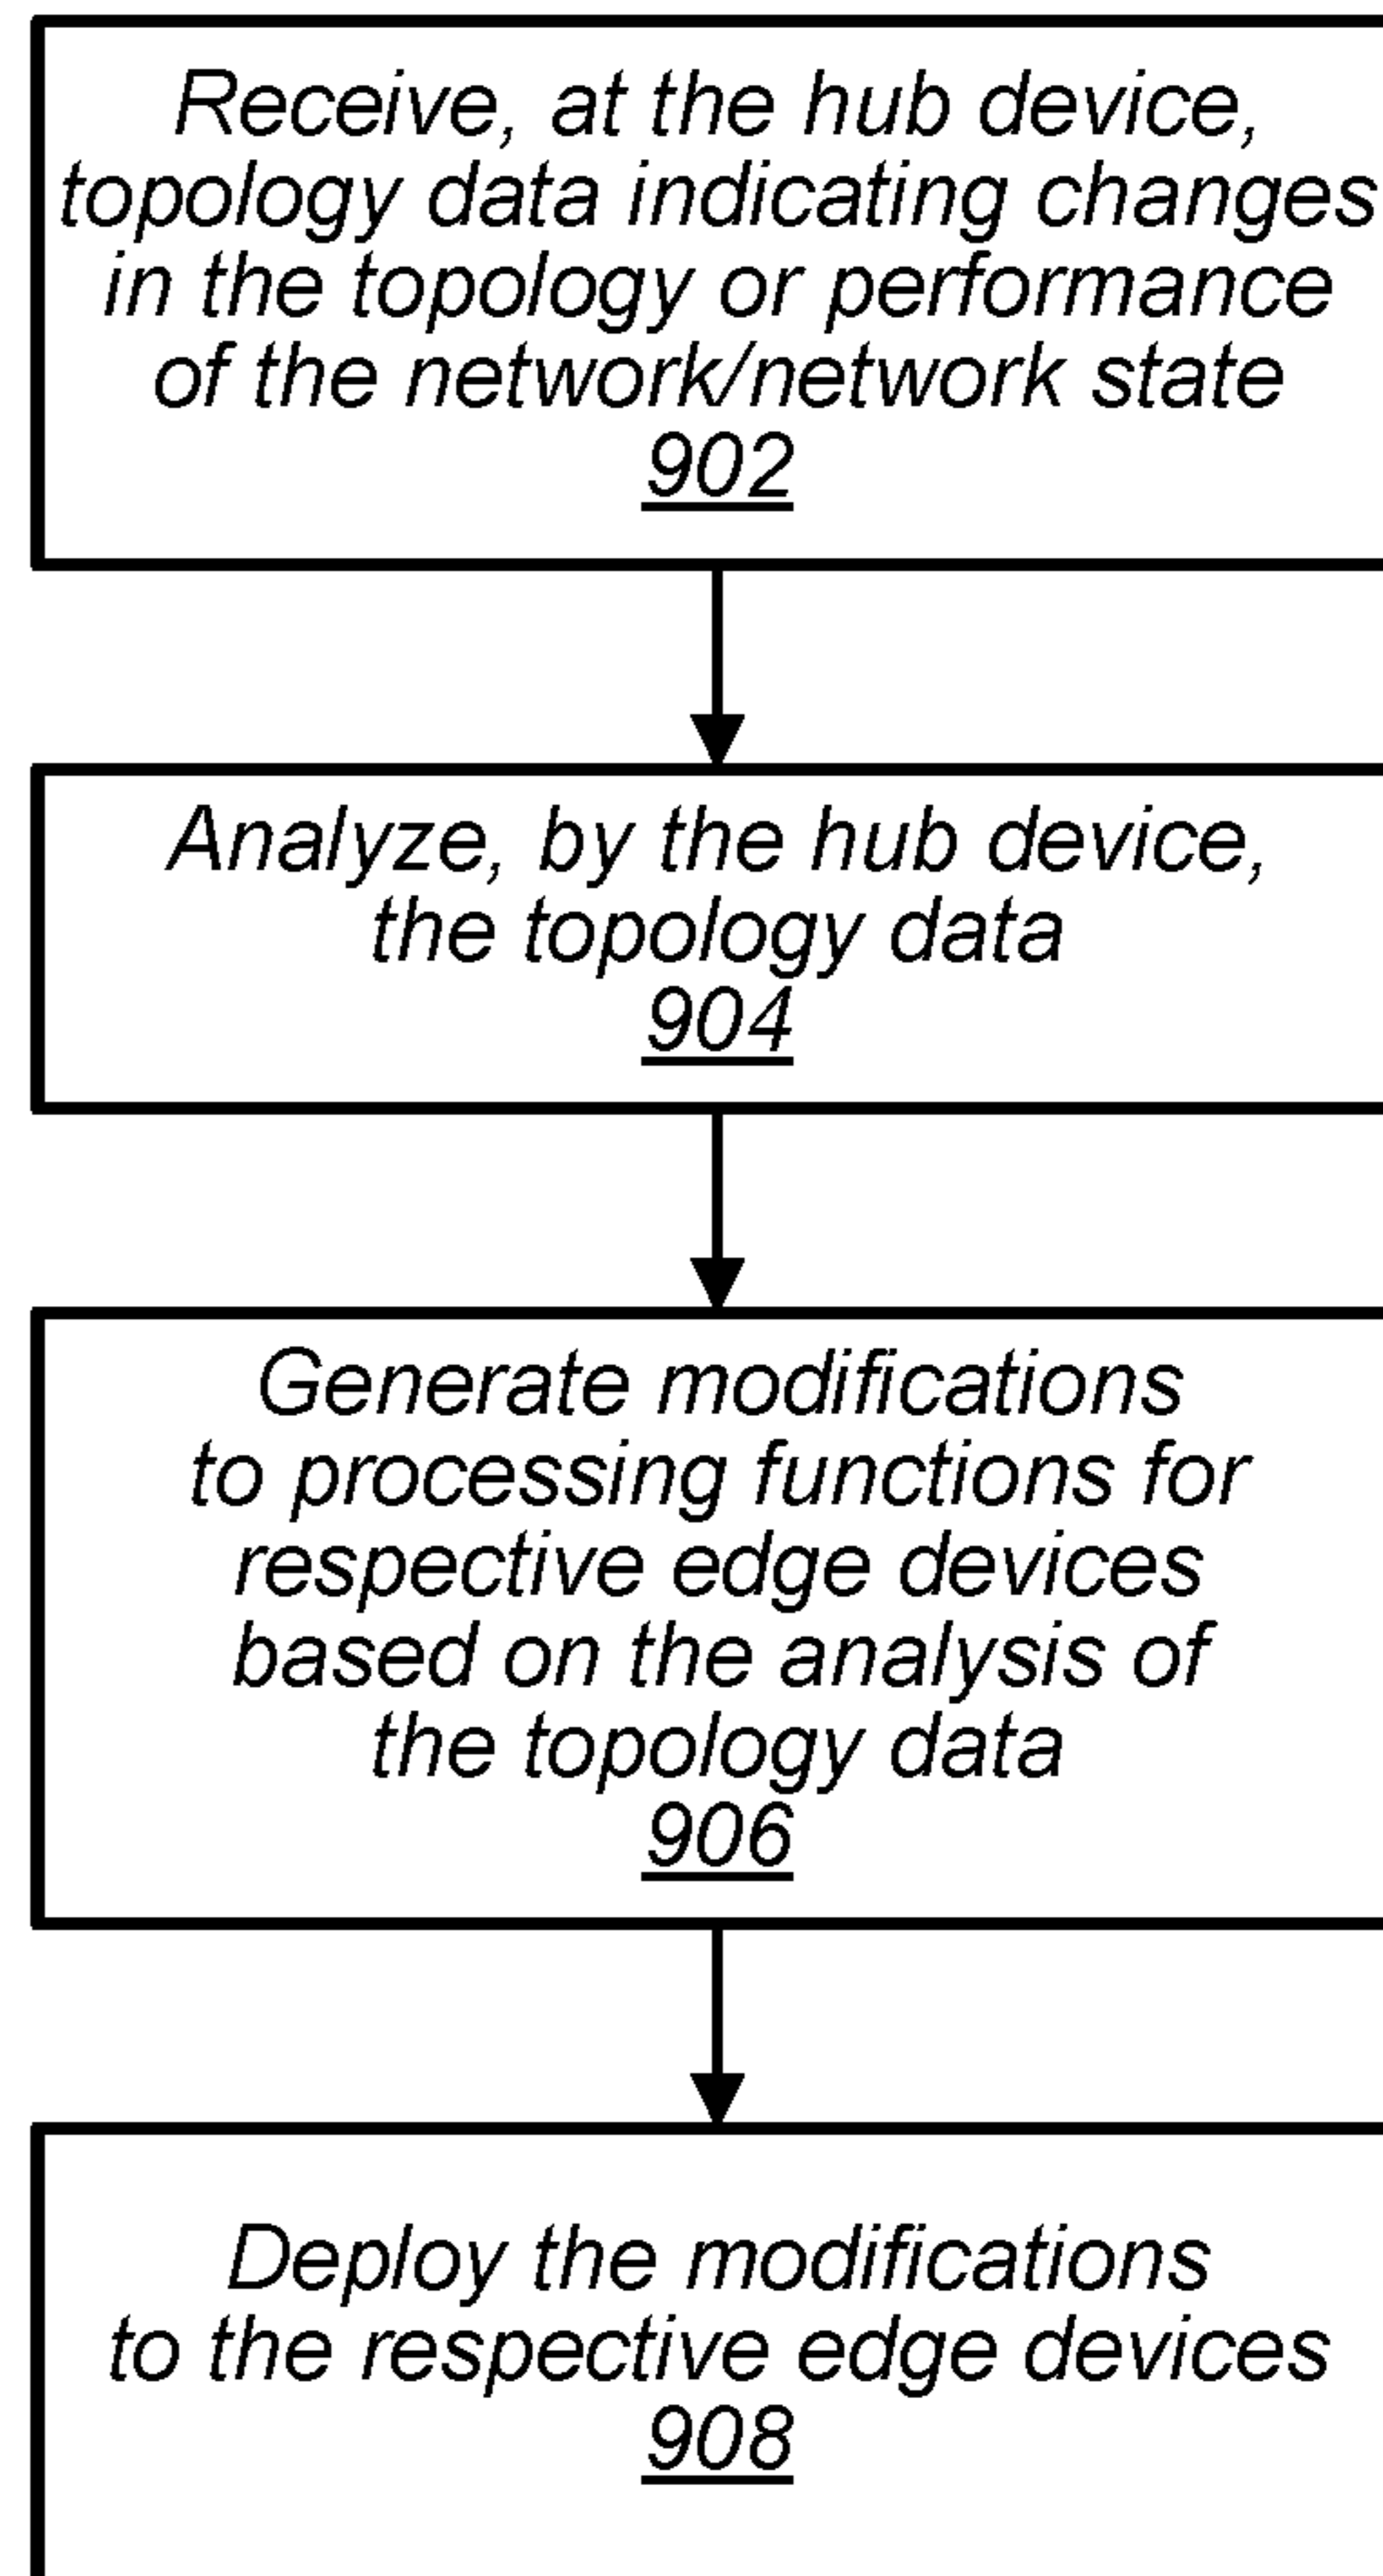 Receive, at the hub device,
topology data indicating changes
in the topology or performance
of the network/network state
902
Analyze, by the hub device,
the topology data
904
Generate modifications
to processing functions for
respective edge devices
based on the analysis of
the topology data
906
Deploy the modifications
to the respective edge devices
908